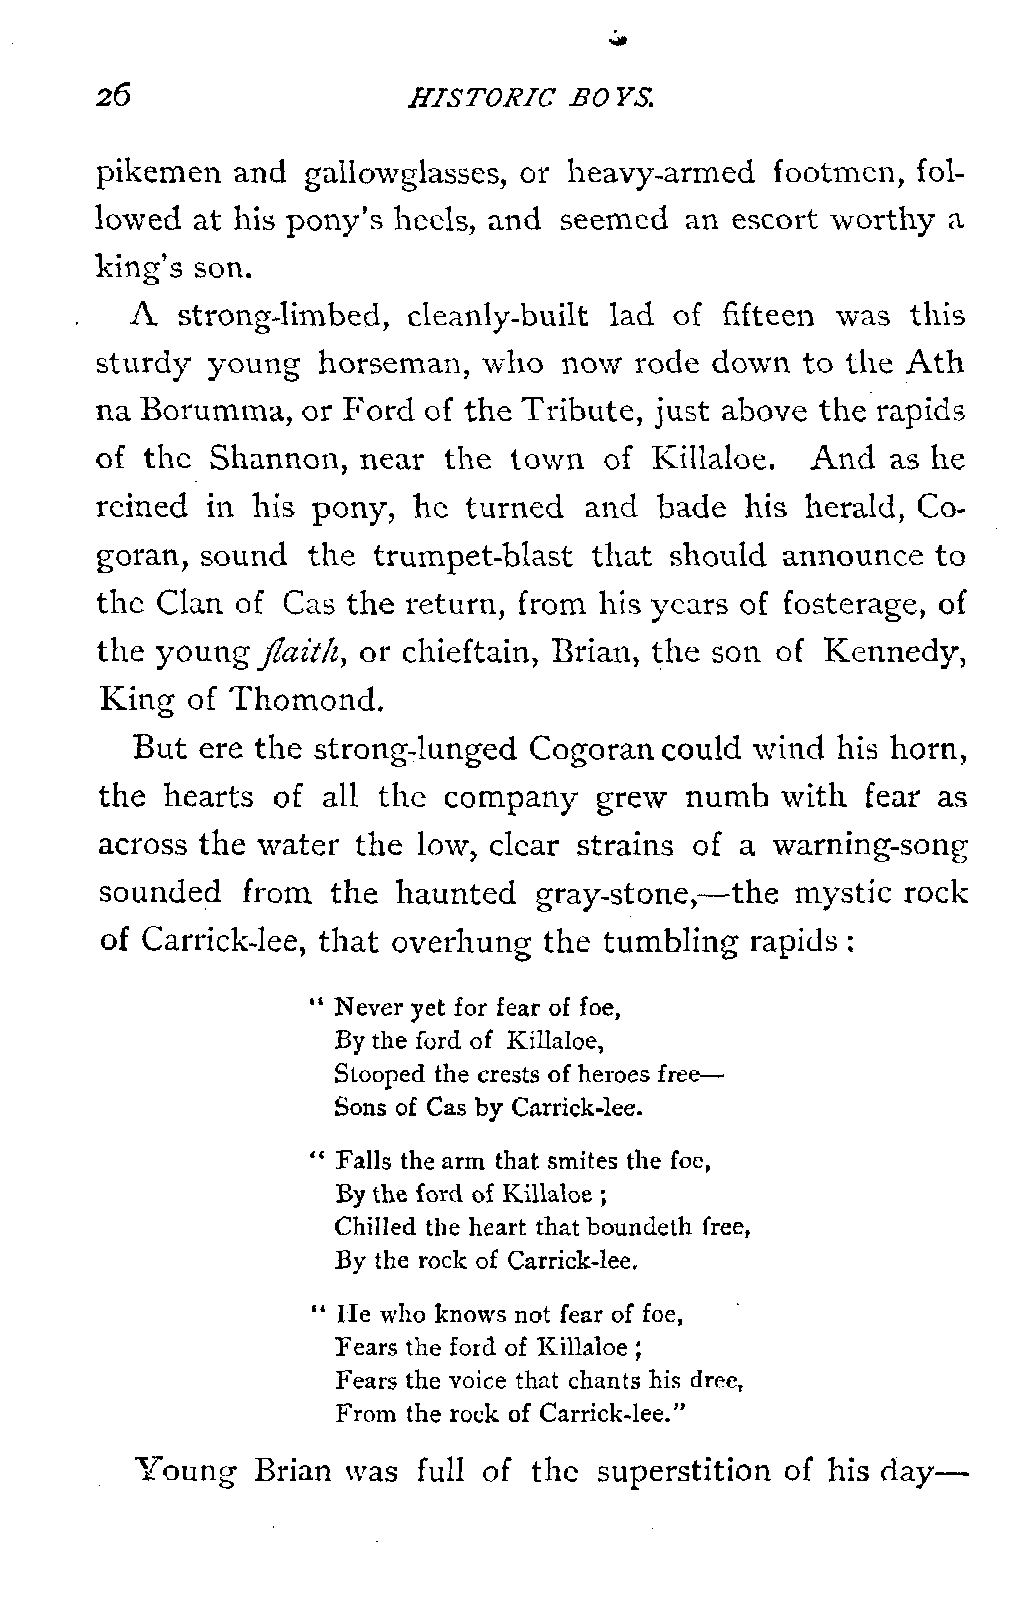 26 HISTORIC BOYS.
pikemen and gallowglasses, or heavy-armed footmen, fol-
lowed at his pony's heels, and seemed an escort worthy a
king's son.
A strong-limbed, cleanly-built lad of fifteen was this
sturdy young horseman, who now rode down to the Ath
na Borumma, or Ford of the Tribute, just above the rapids
of the Shannon, near the town of Killaloe. And as he
reined in his pony, he turned and bade his herald, Co-
goran, sound the trumpet-blast that should announce to
the Clan of Cas the return, from his years of fosterage, of
the young flaith, or chieftain, Brian, the son of Kennedy,
King of Thomond.
But ere the strong-lunged Cogoran could wind his horn,
the hearts of all the company grew numb with fear as
across the water the low, clear strains of a warning-song
sounded from the haunted gray-stone,—the mystic rock
of Carrick-lee, that overhung the tumbling rapids :
“ Never yet for fear of foe,
By the ford of Killaloe,
Stooped the crests of heroes free—
Sons of Cas by Carrick-lee.
“ Falls the arm that smites the foe,
By the ford of Killaloe ;
Chilled the heart that boundeth free,
By the rock of Carrick-lee.
“ He who knows not fear of foe,
Fears the ford of Killaloe ;
Fears the voice that chants his dree,
From the rock of Carrick-lee.”
Young Brian was full of the superstition of his day—